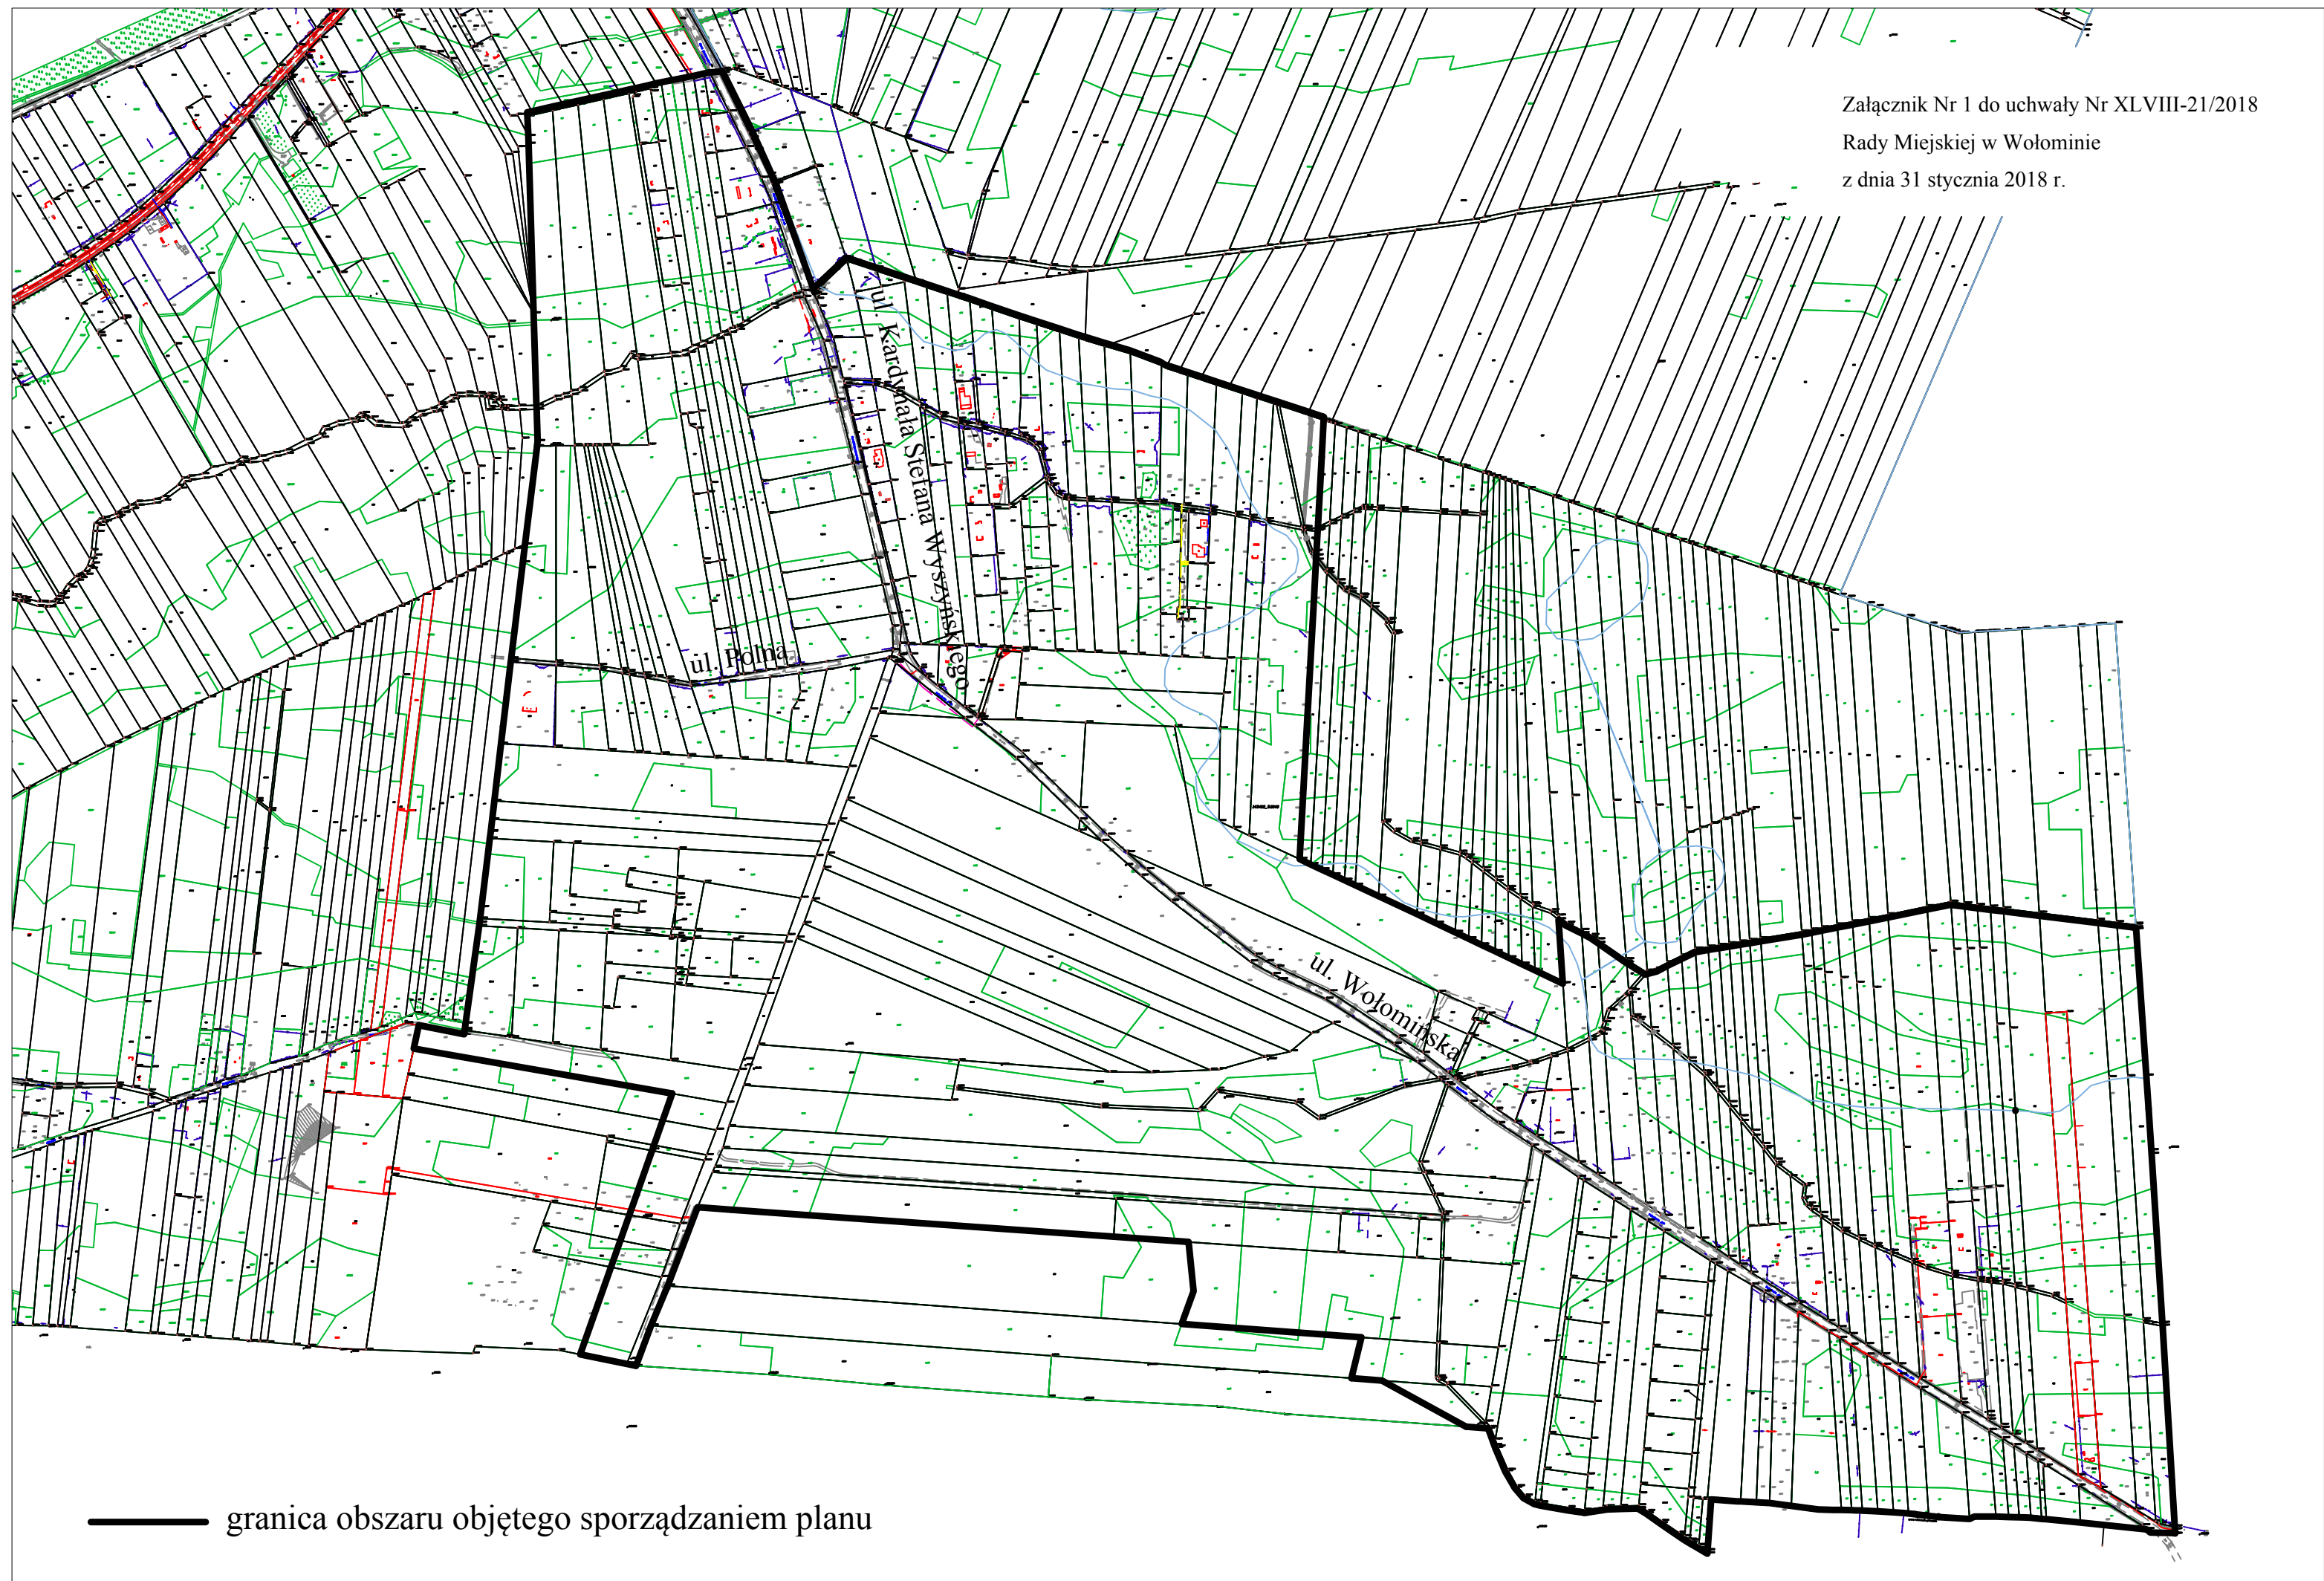 Załącznik Nr 1 do uchwały Nr XLVIII-21/2018
Rady Miejskiej w Wołominie
z dnia 31 stycznia 2018 r.
ul. Kardynała Stefana Wyszyńskiego
ul. Polna
ul. Wołomińska
granica obszaru objętego sporządzaniem planu